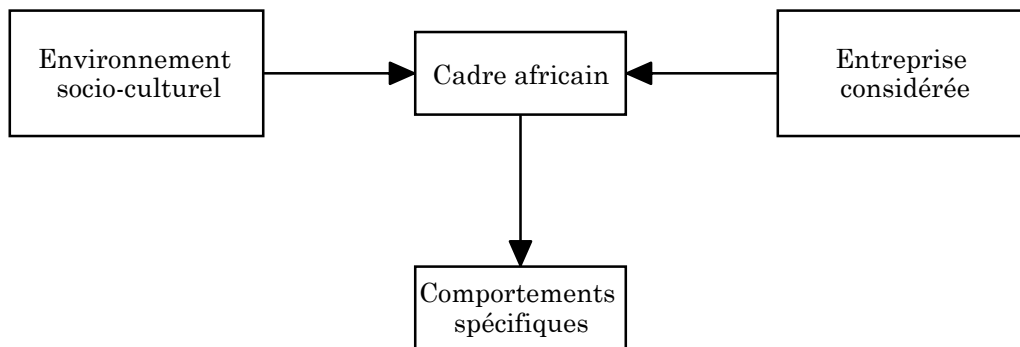 Environnement
socio-culturel
Cadre africain
Entreprise
considérée
Comportements
spécifiques